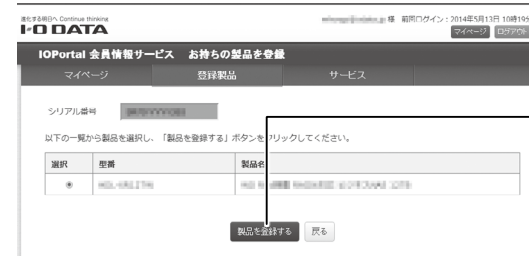 進化する明日へ Continue thinking
I-O DATA
様 前回ログイン：2014年5月13日 10時19分
マイページ ログアウト
IOPortal 会員情報サービス お持ちの製品を登録
マイページ 登録製品 サービス
シリアル番号
以下の一覧から製品を選択し、「製品を登録する」ボタンをクリックしてください。
選択 型番 製品名
製品を登録する 戻る